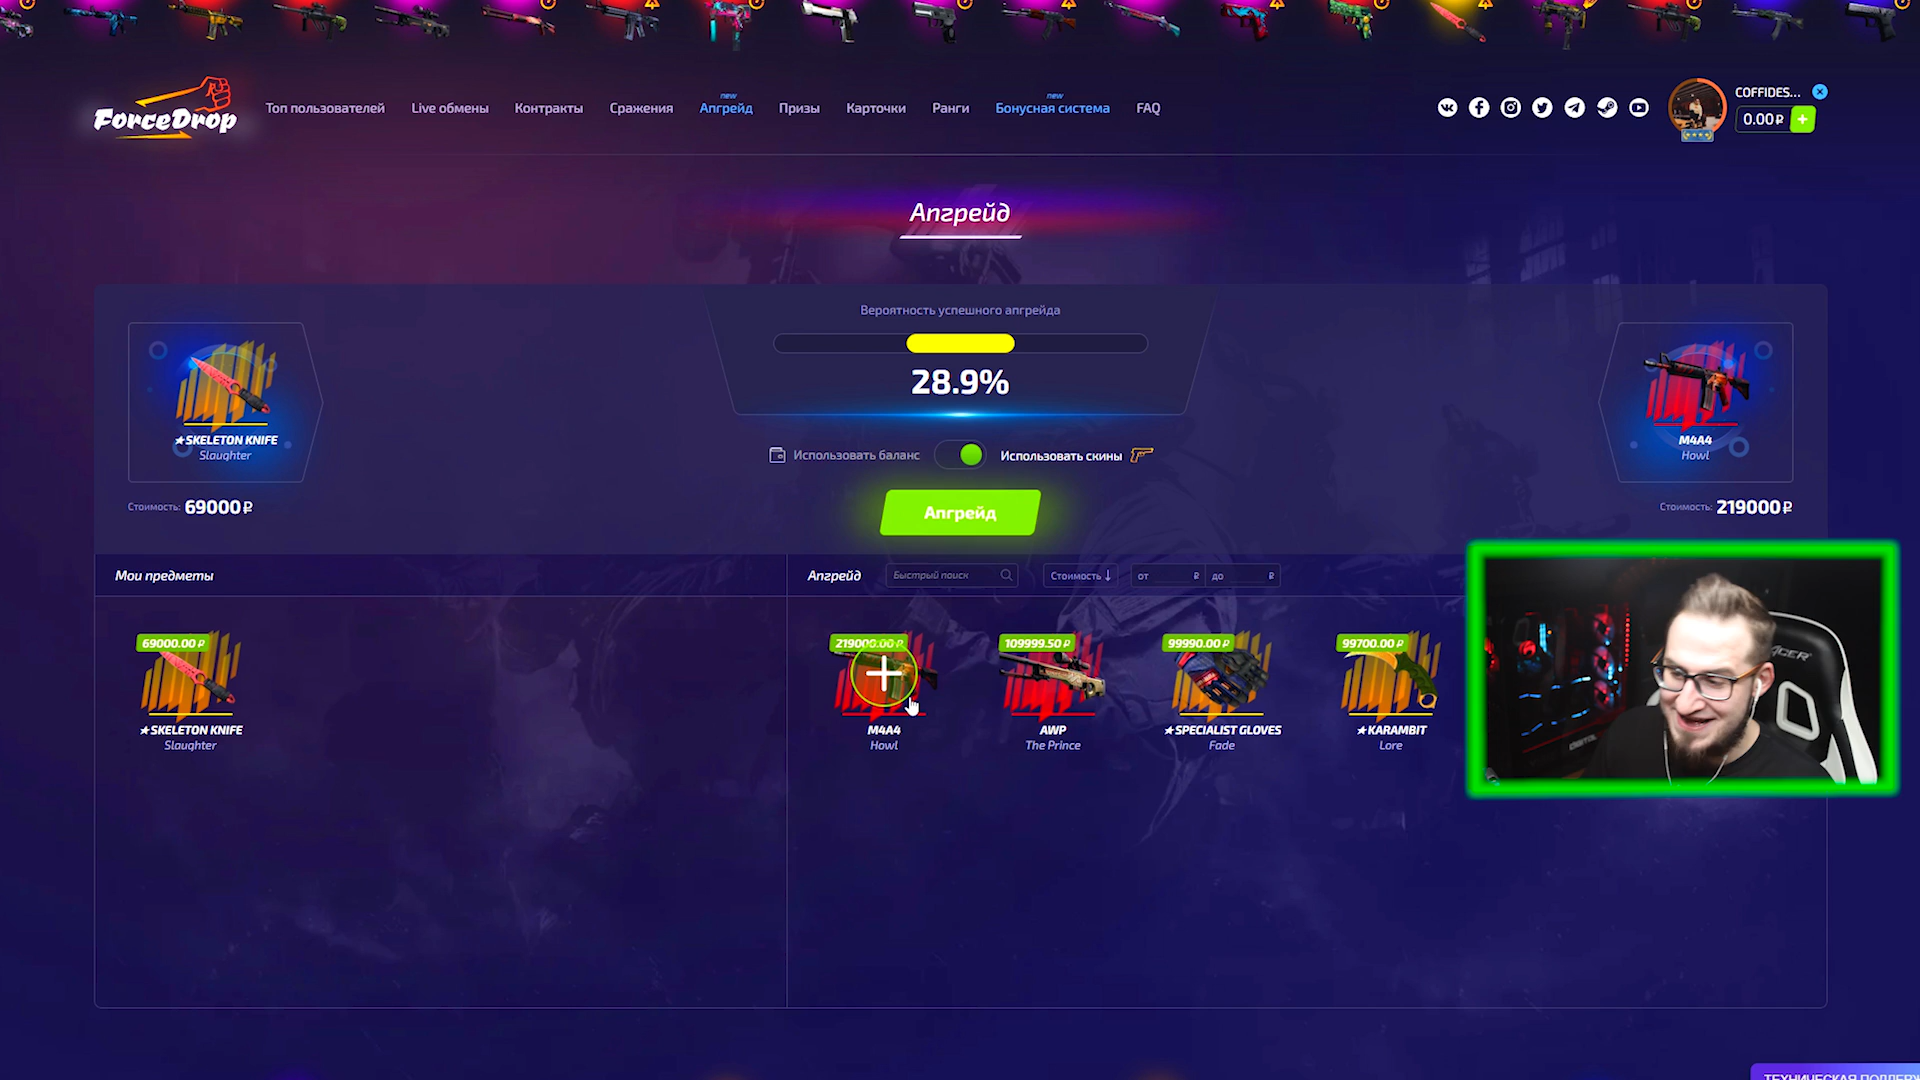 ForceDrop
Топ пользователей
Live обмены
Контракты
Сражения
new
Апгрейд
Призы
Карточки
Ранги
new
Бонусная система
FAQ
COFFIDES...
0.00₽
Апгрейд
Вероятность успешного апгрейда
28.9%
★SKELETON KNIFE
Slaughter
Стоимость: 69000₽
M4A4
Howl
Стоимость: 219000₽
Использовать баланс
Использовать скины
Апгрейд
Мои предметы
Апгрейд
Быстрый поиск
Стоимость ↓
от ₽
до ₽
69000.00 ₽
★SKELETON KNIFE
Slaughter
219000.00 ₽
M4A4
Howl
109999.50 ₽
AWP
The Prince
99990.00 ₽
★SPECIALIST GLOVES
Fade
99700.00 ₽
★KARAMBIT
Lore
ACER